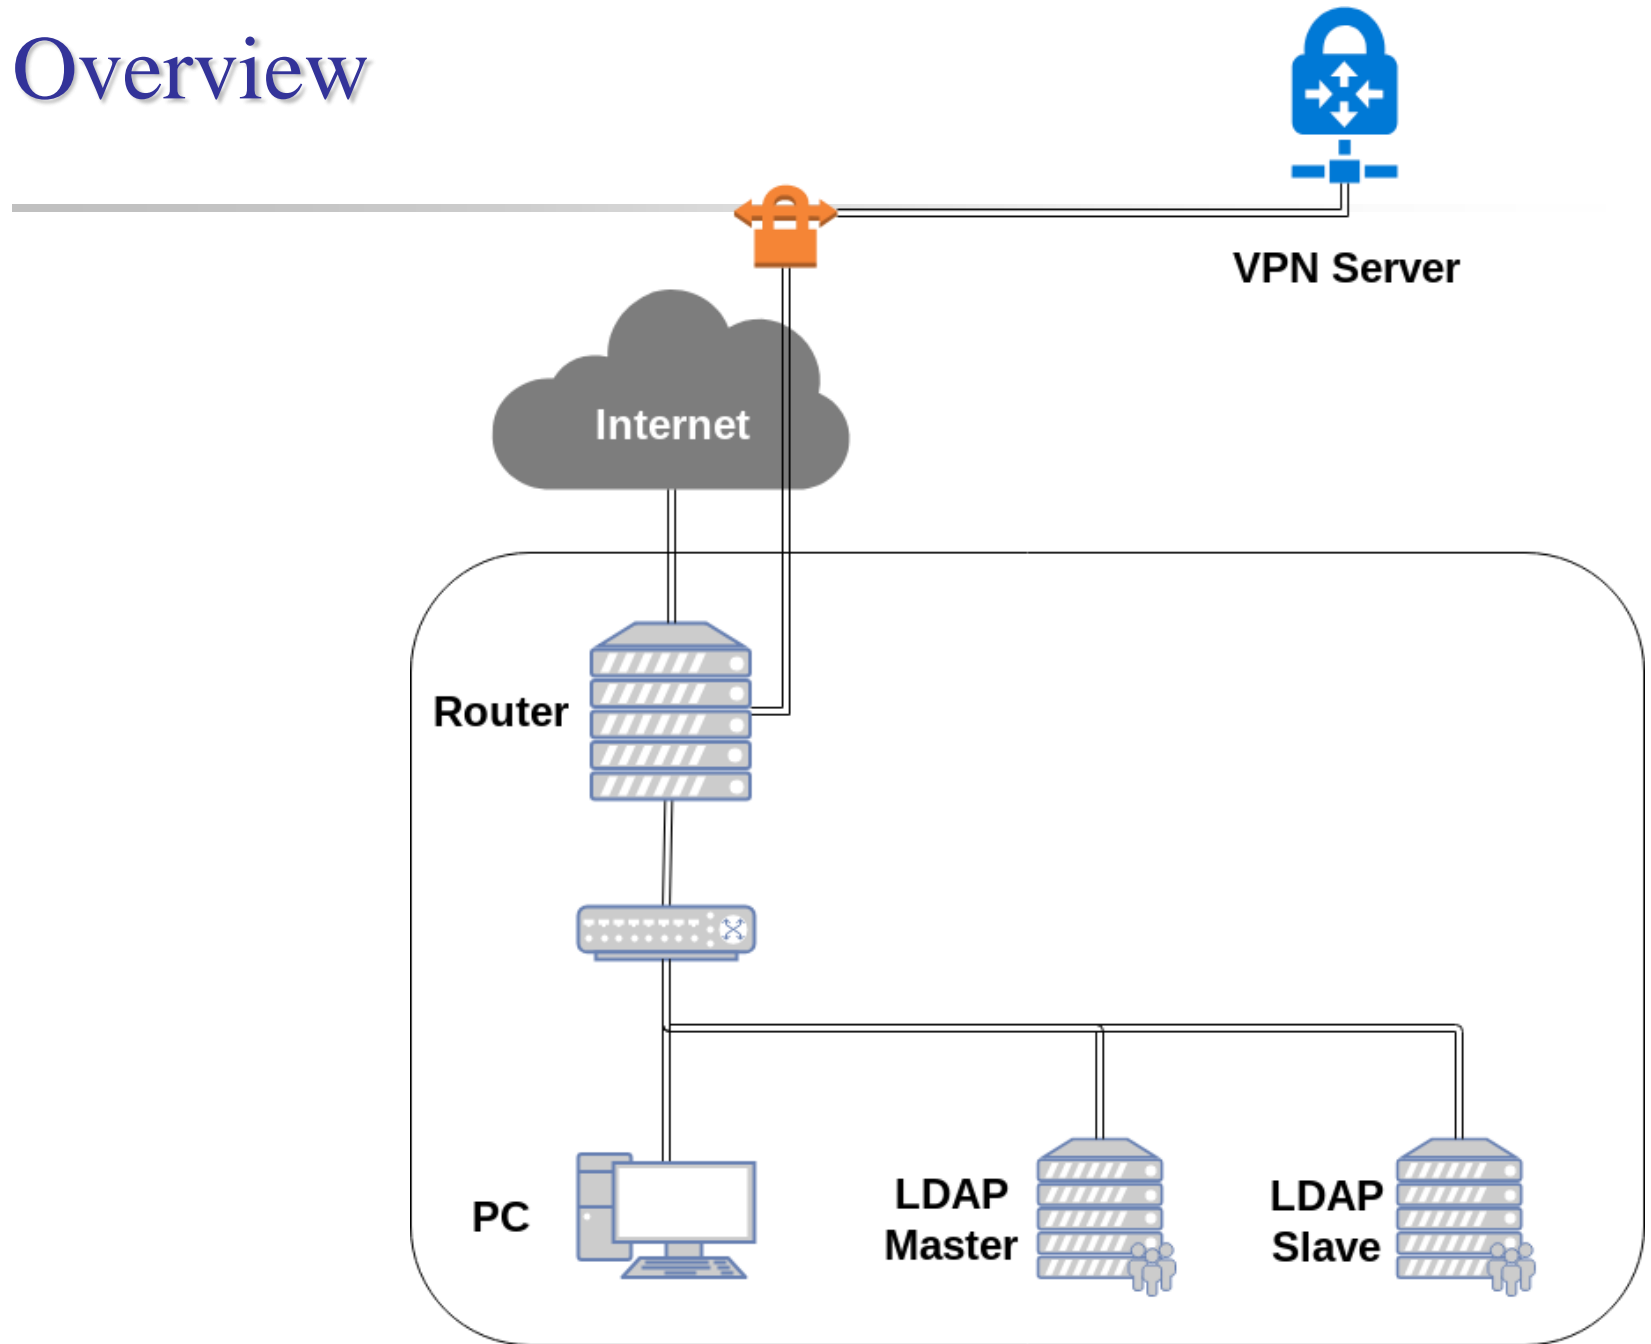 Overview
VPN Server
Internet
Router
PC
LDAP
Master
LDAP
Slave